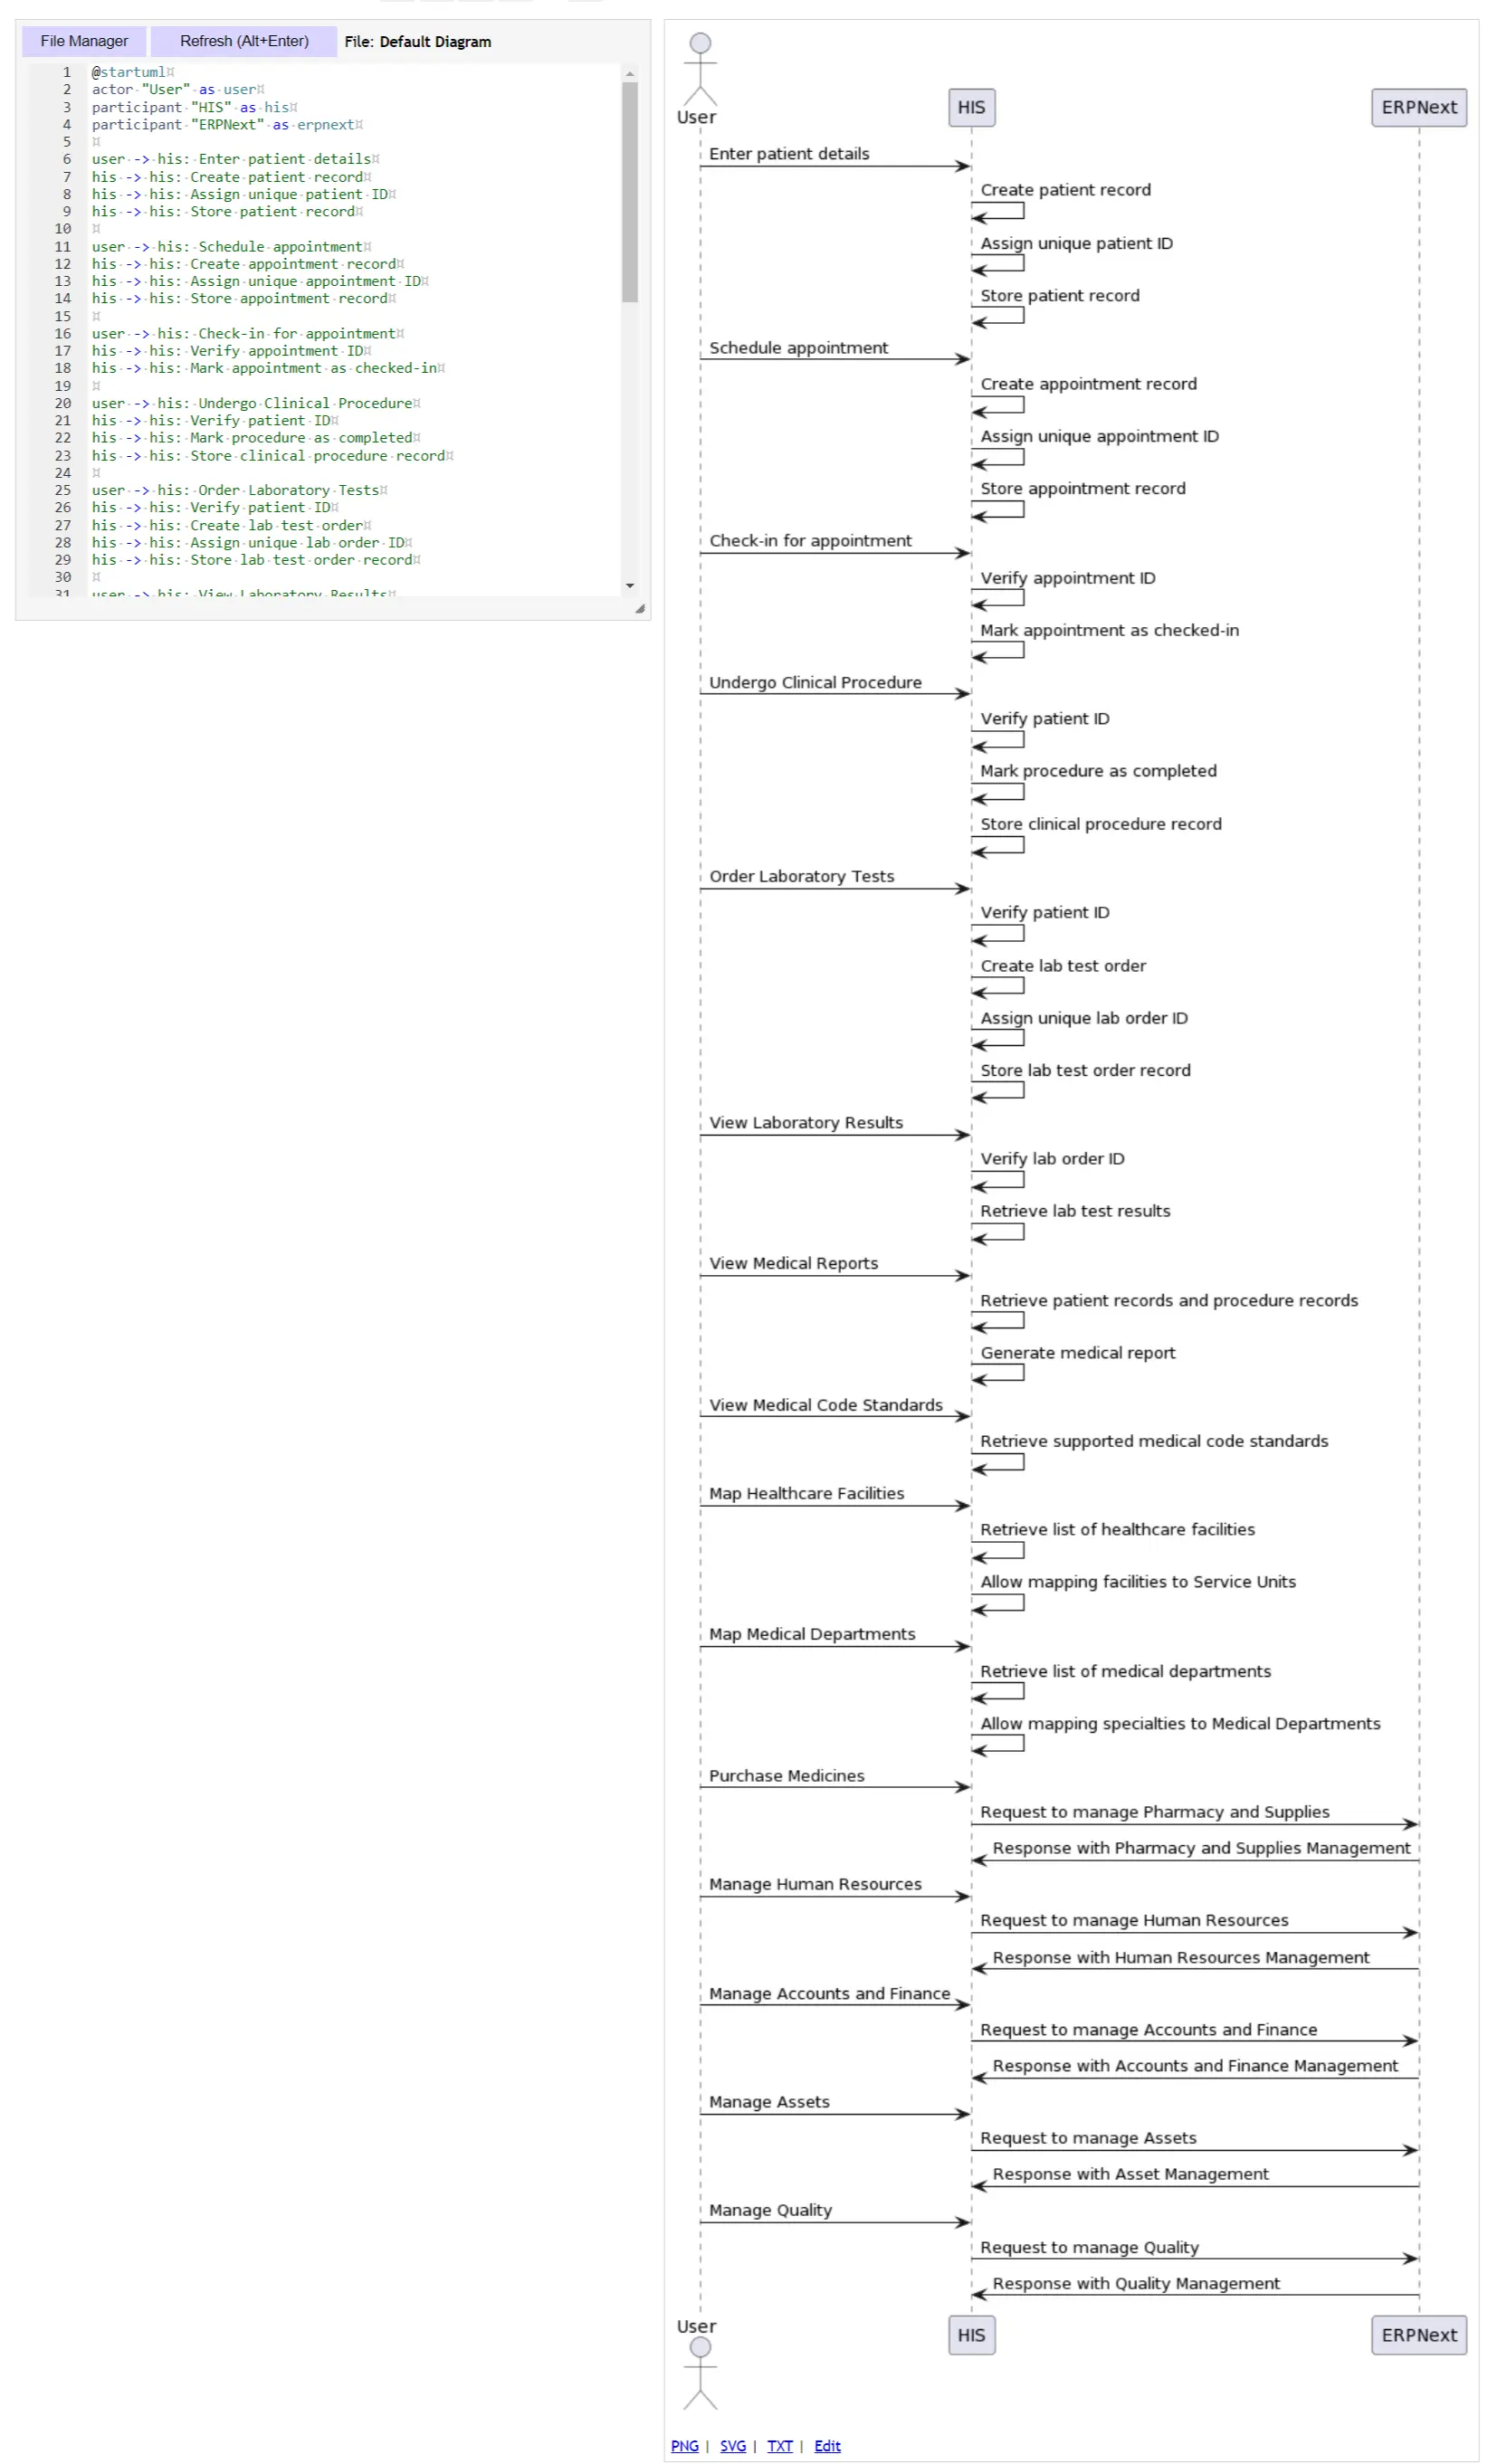 File Manager Refresh (Alt+Enter) File: Default Diagram
1 @startuml¤
2 actor·"User"·as·user¤
3 participant·"HIS"·as·his¤
4 participant·"ERPNext"·as·erpnext¤
5 ¤
6 user·->·his:·Enter·patient·details¤
7 his·->·his:·Create·patient·record¤
8 his·->·his:·Assign·unique·patient·ID¤
9 his·->·his:·Store·patient·record¤
10 ¤
11 user·->·his:·Schedule·appointment¤
12 his·->·his:·Create·appointment·record¤
13 his·->·his:·Assign·unique·appointment·ID¤
14 his·->·his:·Store·appointment·record¤
15 ¤
16 user·->·his:·Check-in·for·appointment¤
17 his·->·his:·Verify·appointment·ID¤
18 his·->·his:·Mark·appointment·as·checked-in¤
19 ¤
20 user·->·his:·Undergo·Clinical·Procedure¤
21 his·->·his:·Verify·patient·ID¤
22 his·->·his:·Mark·procedure·as·completed¤
23 his·->·his:·Store·clinical·procedure·record¤
24 ¤
25 user·->·his:·Order·Laboratory·Tests¤
26 his·->·his:·Verify·patient·ID¤
27 his·->·his:·Create·lab·test·order¤
28 his·->·his:·Assign·unique·lab·order·ID¤
29 his·->·his:·Store·lab·test·order·record¤
30 ¤
31 user·->·his:·View·Laboratory·Results¤
User
HIS
ERPNext
Enter patient details
Create patient record
Assign unique patient ID
Store patient record
Schedule appointment
Create appointment record
Assign unique appointment ID
Store appointment record
Check-in for appointment
Verify appointment ID
Mark appointment as checked-in
Undergo Clinical Procedure
Verify patient ID
Mark procedure as completed
Store clinical procedure record
Order Laboratory Tests
Verify patient ID
Create lab test order
Assign unique lab order ID
Store lab test order record
View Laboratory Results
Verify lab order ID
Retrieve lab test results
View Medical Reports
Retrieve patient records and procedure records
Generate medical report
View Medical Code Standards
Retrieve supported medical code standards
Map Healthcare Facilities
Retrieve list of healthcare facilities
Allow mapping facilities to Service Units
Map Medical Departments
Retrieve list of medical departments
Allow mapping specialties to Medical Departments
Purchase Medicines
Request to manage Pharmacy and Supplies
Response with Pharmacy and Supplies Management
Manage Human Resources
Request to manage Human Resources
Response with Human Resources Management
Manage Accounts and Finance
Request to manage Accounts and Finance
Response with Accounts and Finance Management
Manage Assets
Request to manage Assets
Response with Asset Management
Manage Quality
Request to manage Quality
Response with Quality Management
User
HIS
ERPNext
PNG | SVG | TXT | Edit